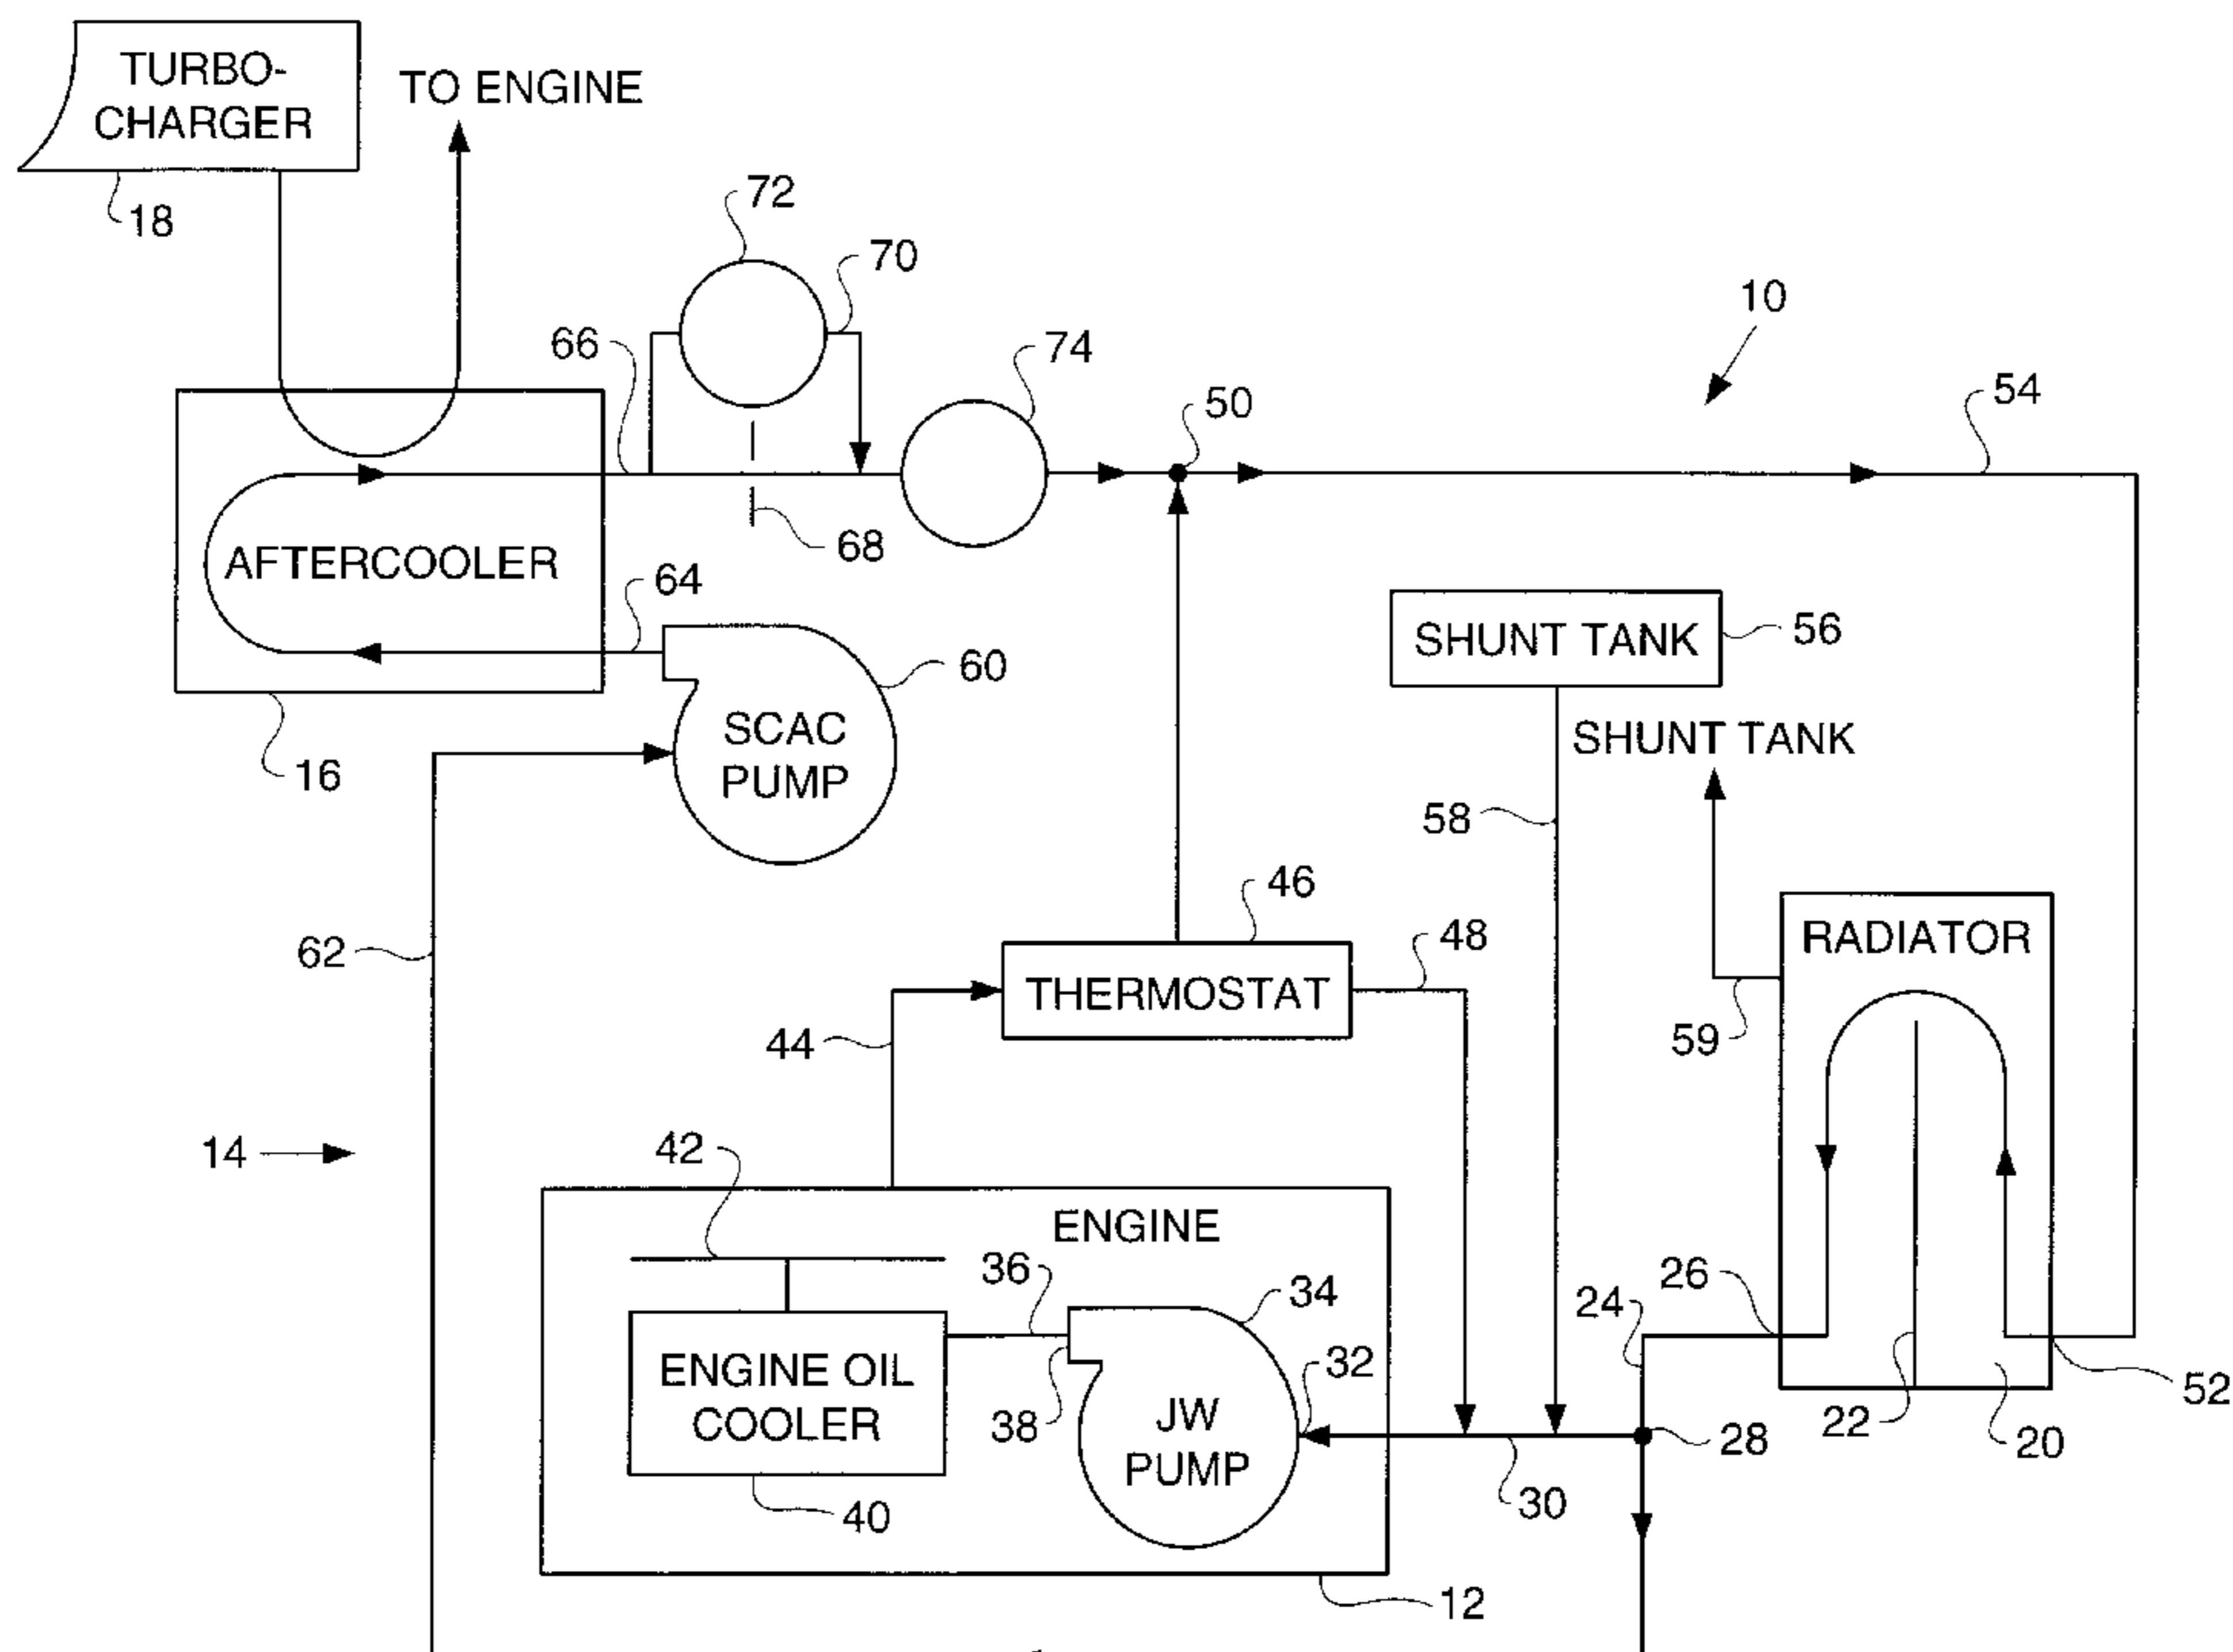 TURBO-
CHARGER
TO ENGINE
18
72
70
66
74
10
50
54
68
AFTERCOOLER
64
SHUNT TANK
56
60
SCAC
PUMP
SHUNT TANK
16
58
46
48
62
RADIATOR
THERMOSTAT
44
59
14
42
ENGINE
36
34
26
24
32
ENGINE OIL
COOLER
38
JW
PUMP
52
22
28
20
40
30
12